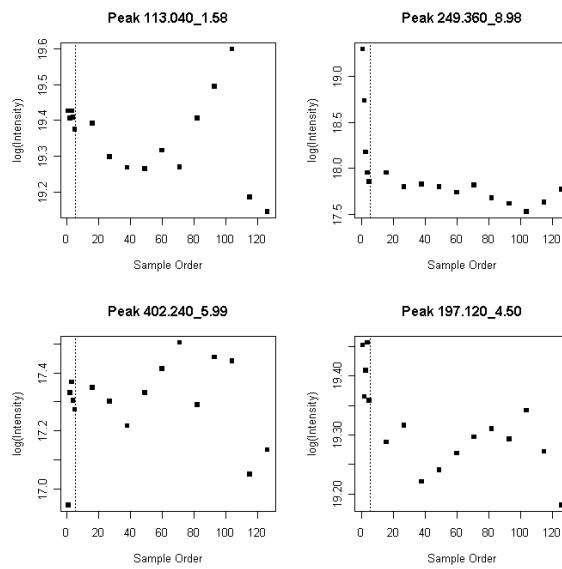 Peak 113.040_1.58
log(Intensity)
19.2 19.3 19.4 19.5 19.6
0 20 40 60 80 100 120
Sample Order
Peak 249.360_8.98
log(Intensity)
17.5 18.0 18.5 19.0
0 20 40 60 80 100 120
Sample Order
Peak 402.240_5.99
log(Intensity)
17.0 17.2 17.4
0 20 40 60 80 100 120
Sample Order
Peak 197.120_4.50
log(Intensity)
19.20 19.30 19.40
0 20 40 60 80 100 120
Sample Order